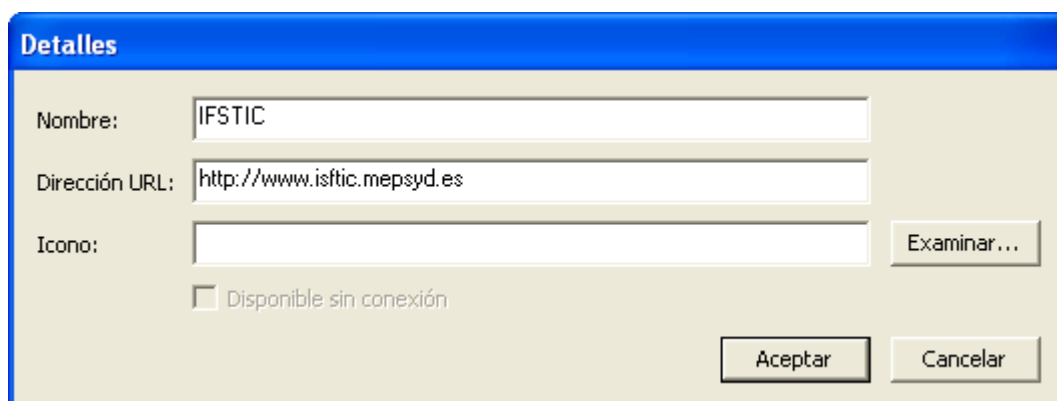 Detalles
Nombre: IFSTIC
Dirección URL: http://www.isftic.mepsyd.es
Icono: Examinar...
Disponible sin conexión
Aceptar Cancelar